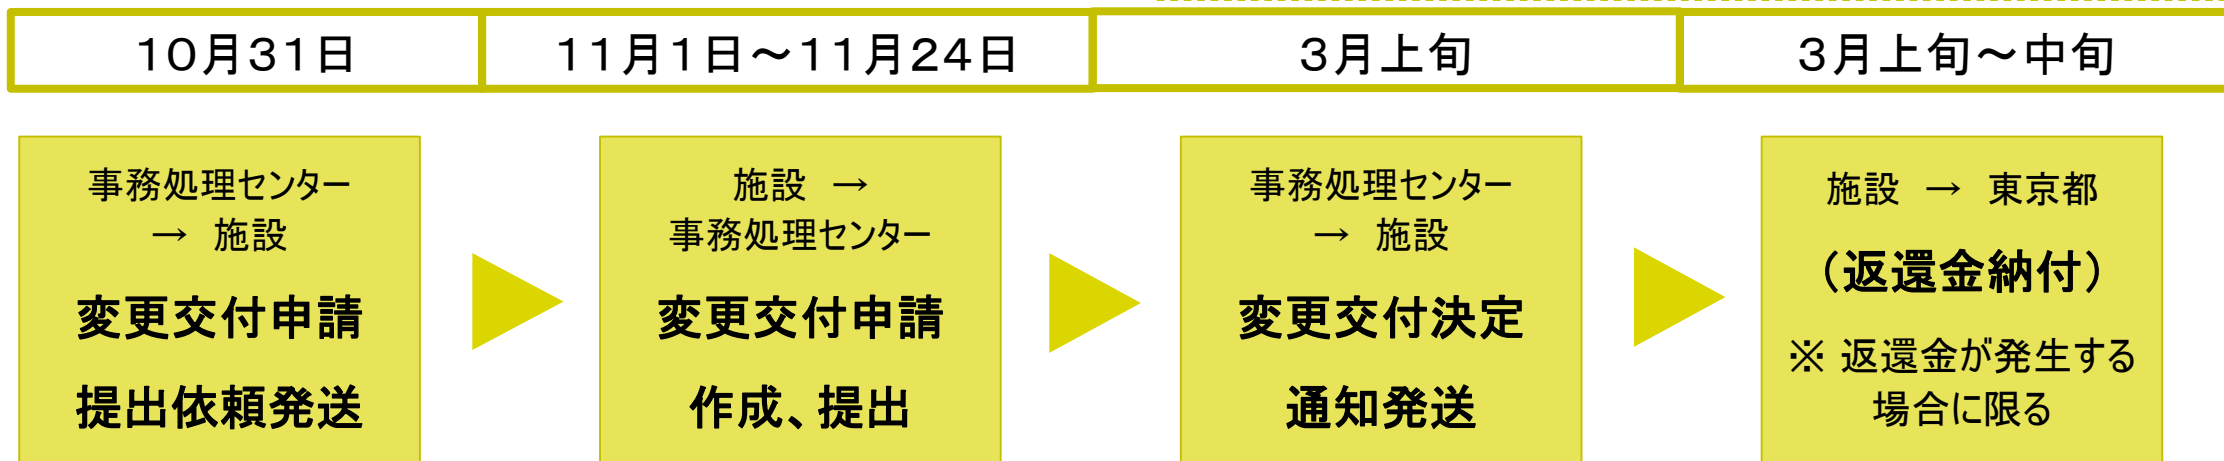 10月31日
11月1日～11月24日
3月上旬
3月上旬～中旬
事務処理センター
→ 施設
変更交付申請
提出依頼発送
施設 →
事務処理センター
変更交付申請
作成、提出
事務処理センター
→ 施設
変更交付決定
通知発送
施設 → 東京都
（返還金納付）
※ 返還金が発生する
場合に限る